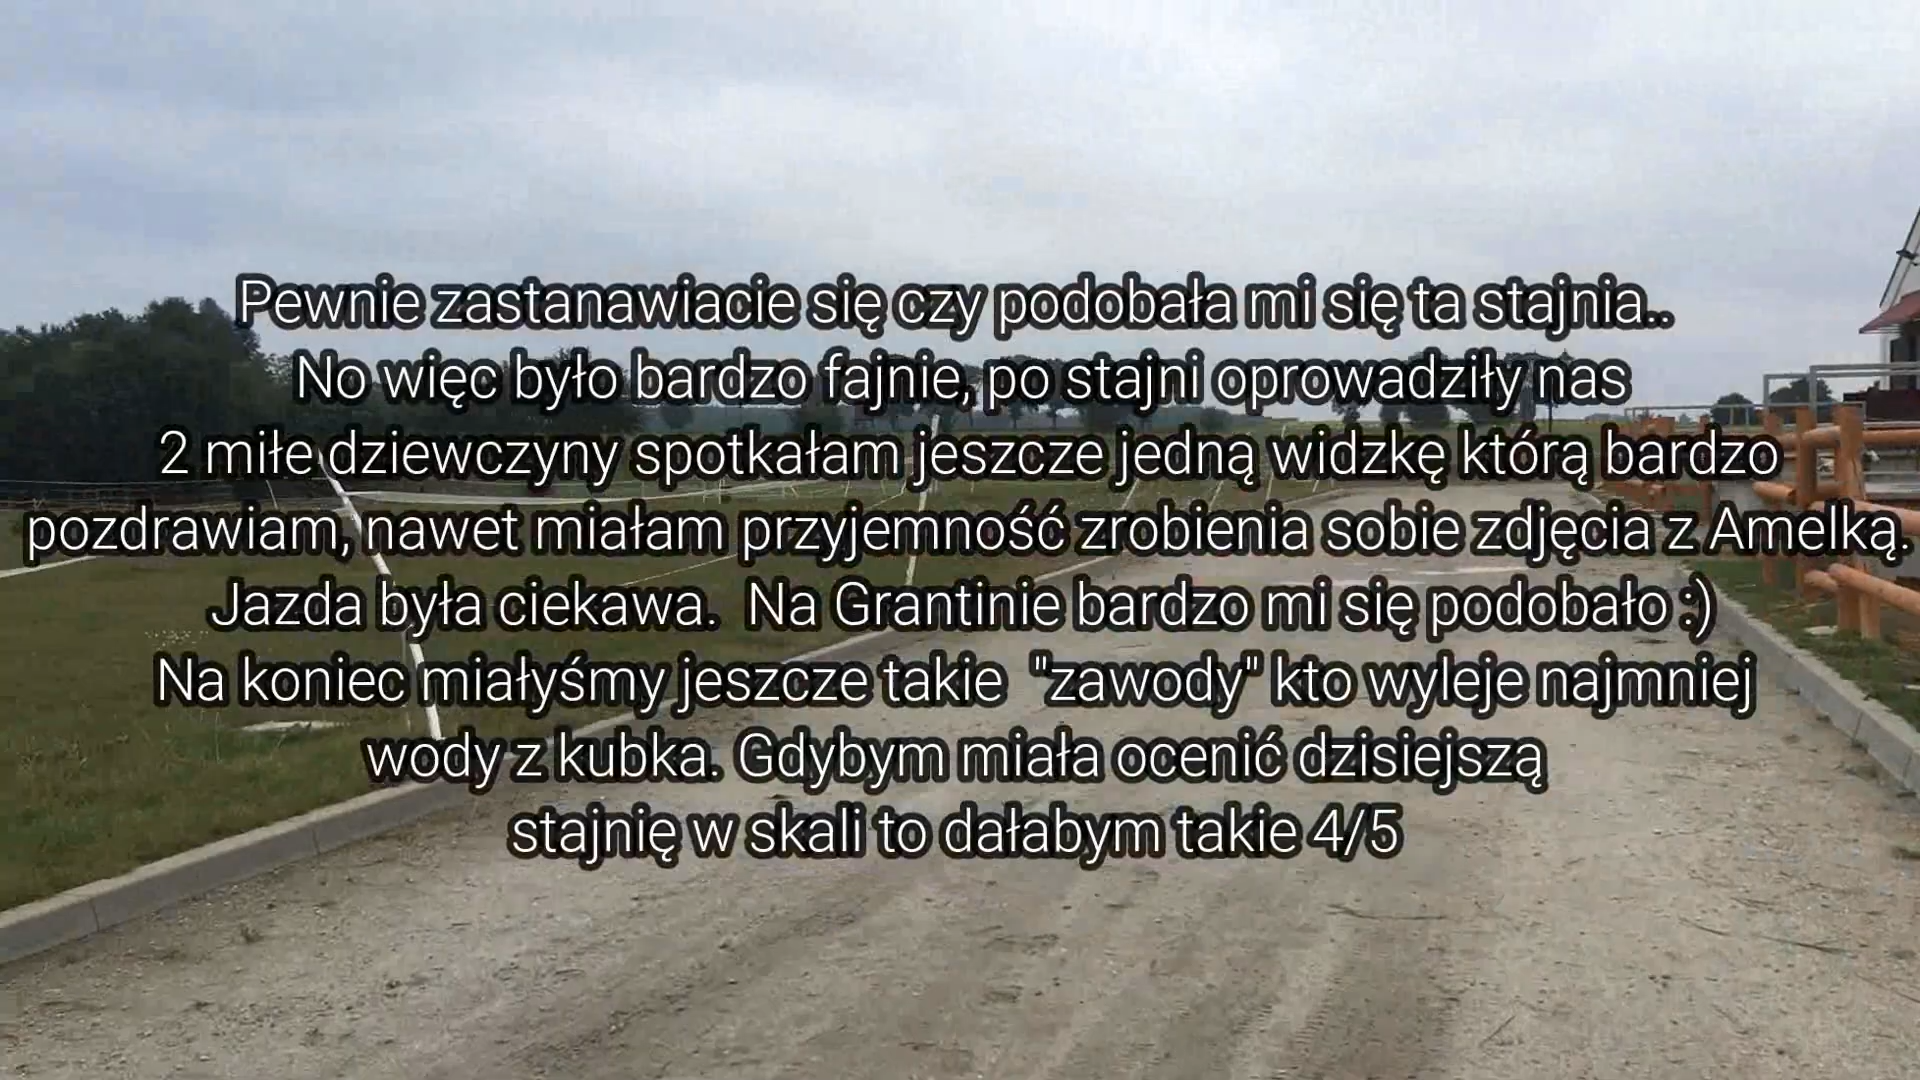 Pewnie zastanawiacie się czy podobała mi się ta stajnia..
No więc było bardzo fajnie, po stajni oprowadziły nas
2 miłe dziewczyny spotkałam jeszcze jedną widzkę którą bardzo
pozdrawiam, nawet miałam przyjemność zrobienia sobie zdjęcia z Amelką.
Jazda była ciekawa.  Na Grantinie bardzo mi się podobało :)
Na koniec miałyśmy jeszcze takie  "zawody" kto wyleje najmniej
wody z kubka. Gdybym miała ocenić dzisiejszą
stajnię w skali to dałabym takie 4/5